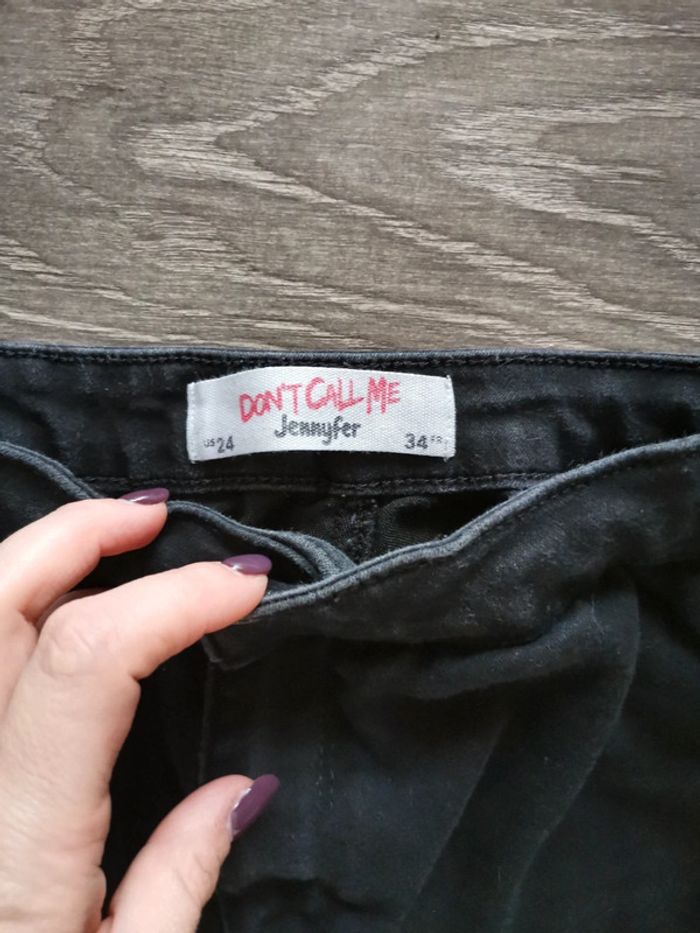 DON'T CALL ME
Jennyfer
US 24 34 FR